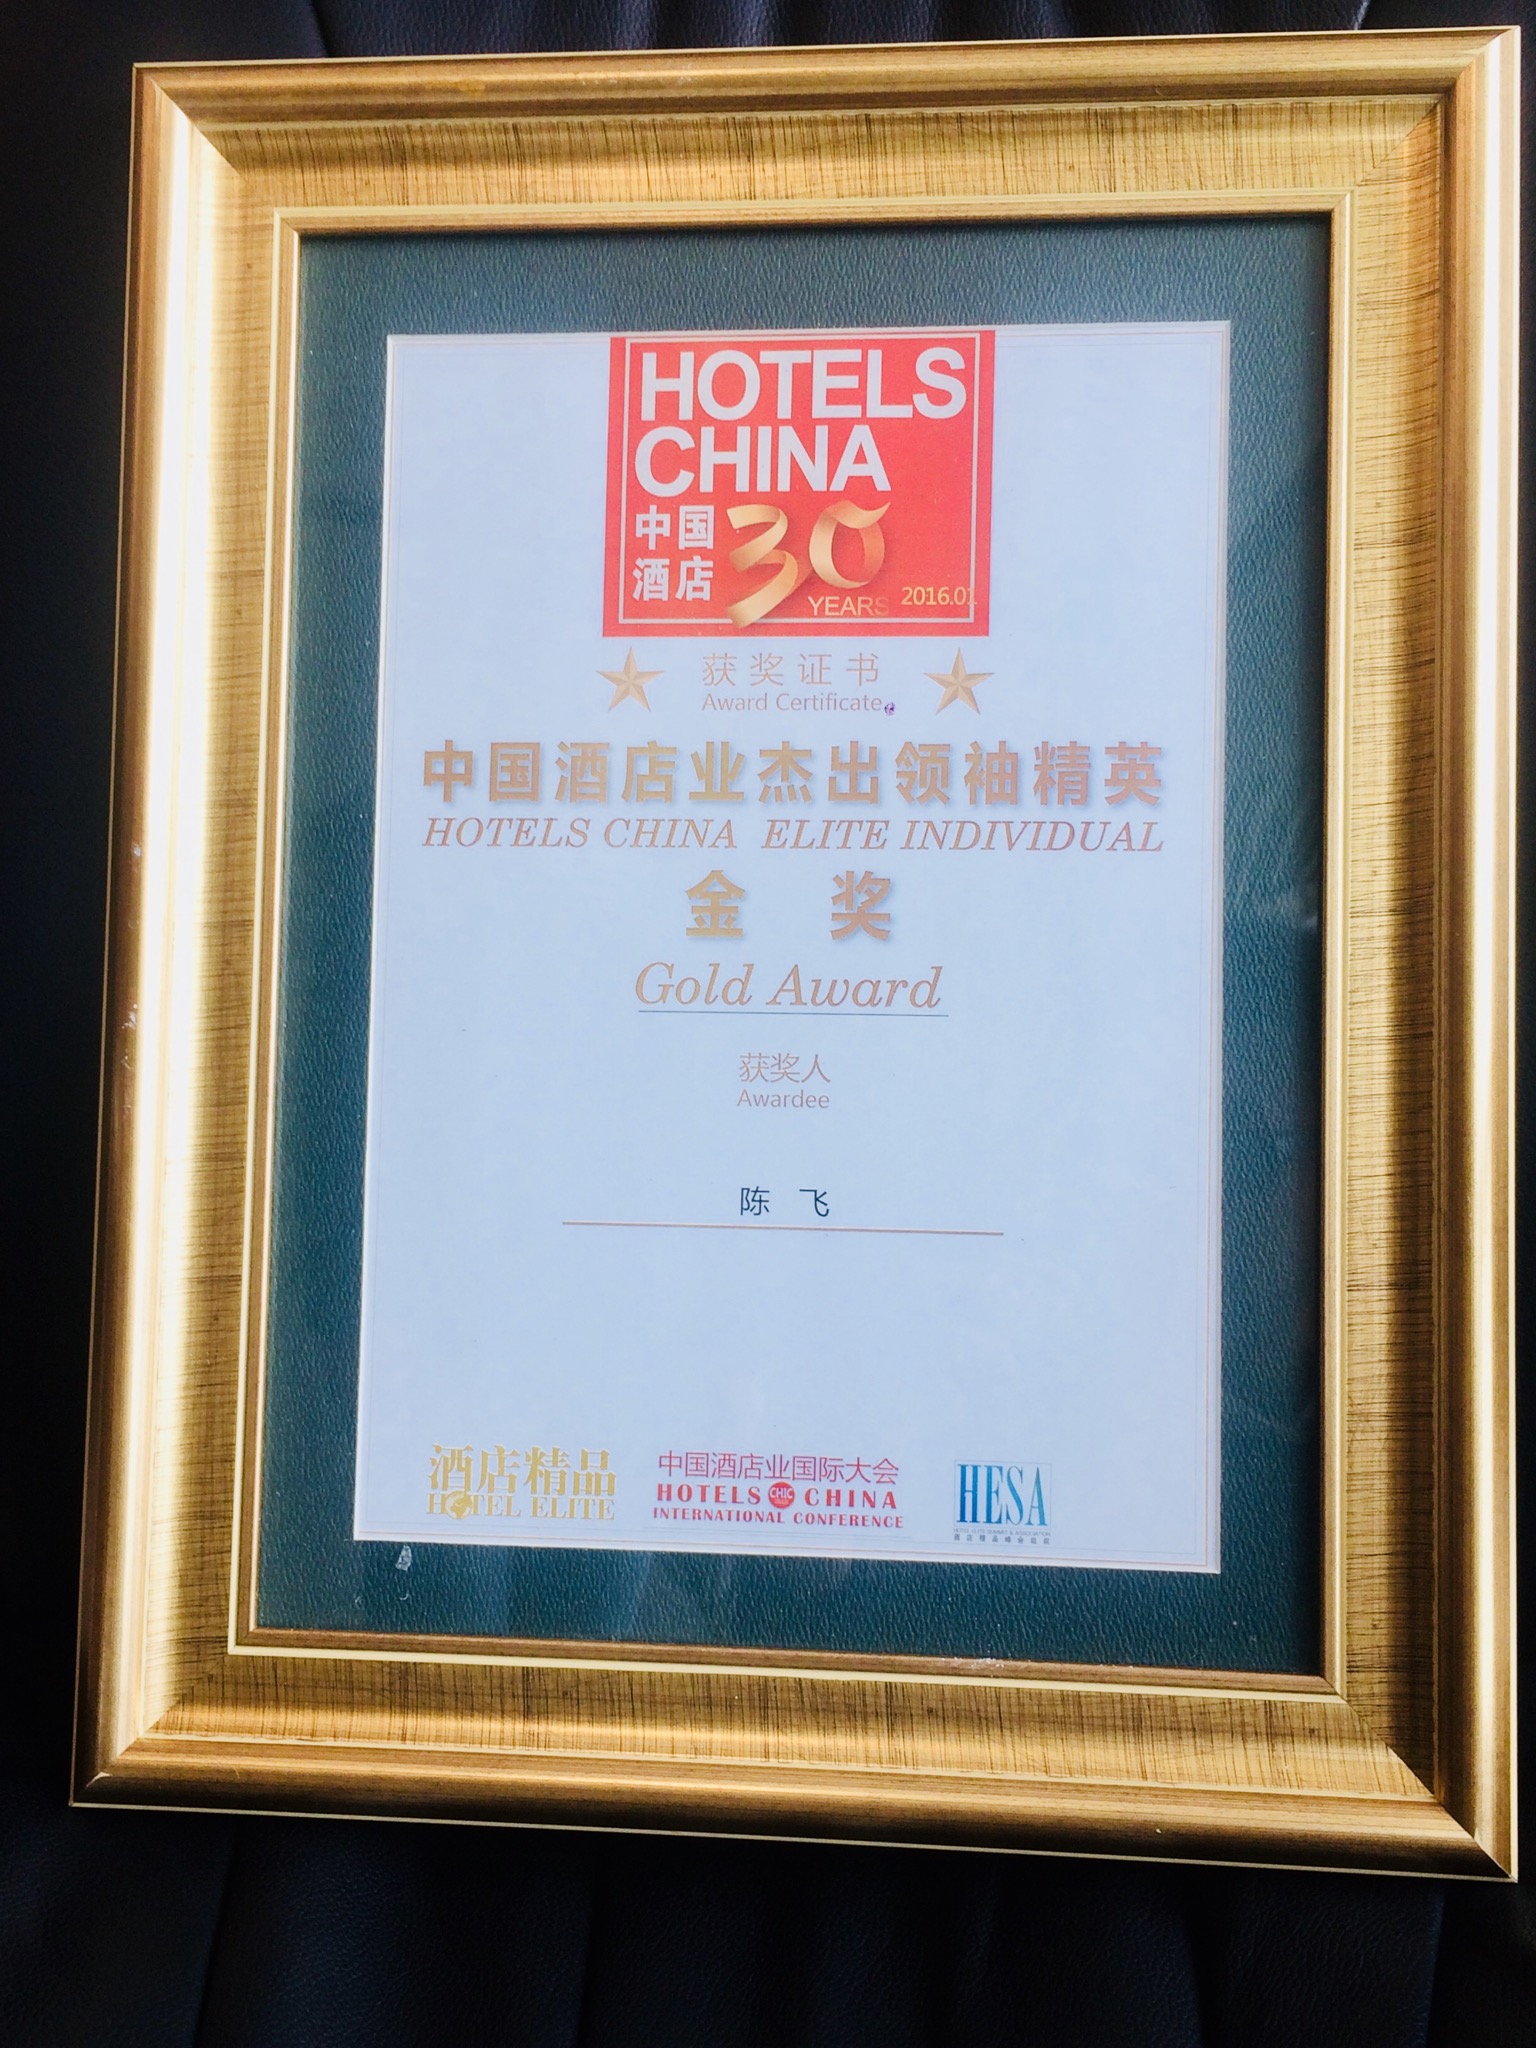 HOTELS
CHINA
中国
酒店
30
YEARS 2016.01
获奖证书
Award Certificate
中国酒店业杰出领袖精英
HOTELS CHINA ELITE INDIVIDUAL
金 奖
Gold Award
获奖人
Awardee
陈 飞
酒店精品
HOTEL ELITE
中国酒店业国际大会
HOTELS CHIC CHINA
INTERNATIONAL CONFERENCE
HESA